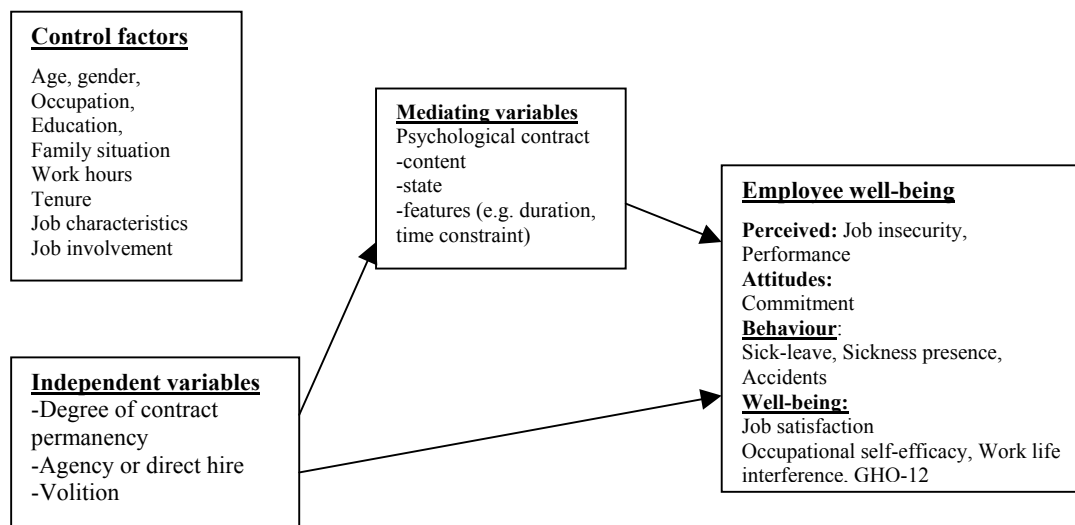 Control factors
Age, gender,
Occupation,
Education,
Family situation
Work hours
Tenure
Job characteristics
Job involvement
Mediating variables
Psychological contract
-content
-state
-features (e.g. duration,
time constraint)
Independent variables
-Degree of contract
permanency
-Agency or direct hire
-Volition
Employee well-being
Perceived: Job insecurity,
Performance
Attitudes:
Commitment
Behaviour:
Sick-leave, Sickness presence,
Accidents
Well-being:
Job satisfaction
Occupational self-efficacy, Work life
interference. GHO-12